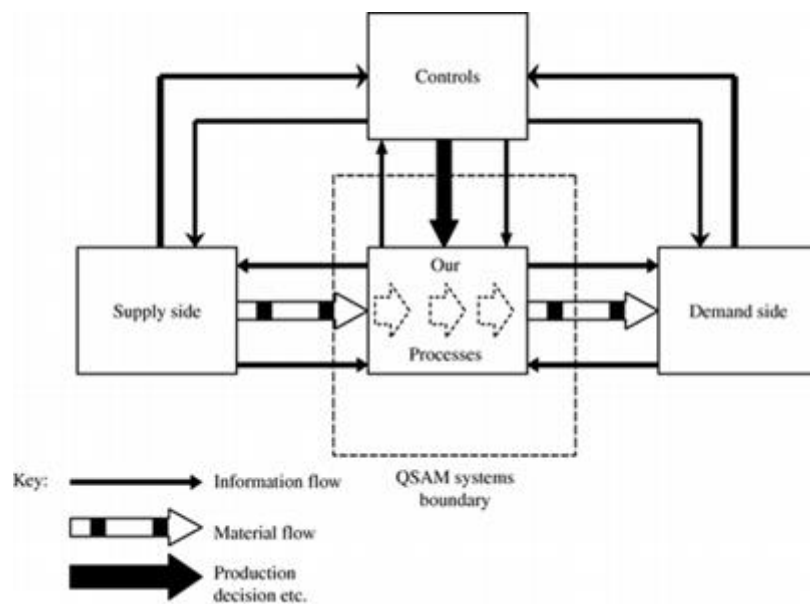 Controls
Our
Supply side
Demand side
Processes
QSAM systems
boundary
Key:
Information flow
Material flow
Production
decision etc.